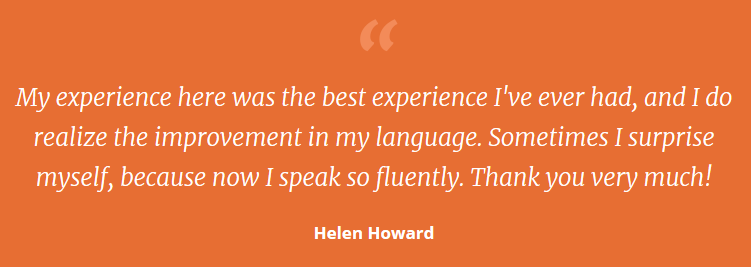 “
My experience here was the best experience I've ever had, and I do
realize the improvement in my language. Sometimes I surprise
myself, because now I speak so fluently. Thank you very much!
Helen Howard